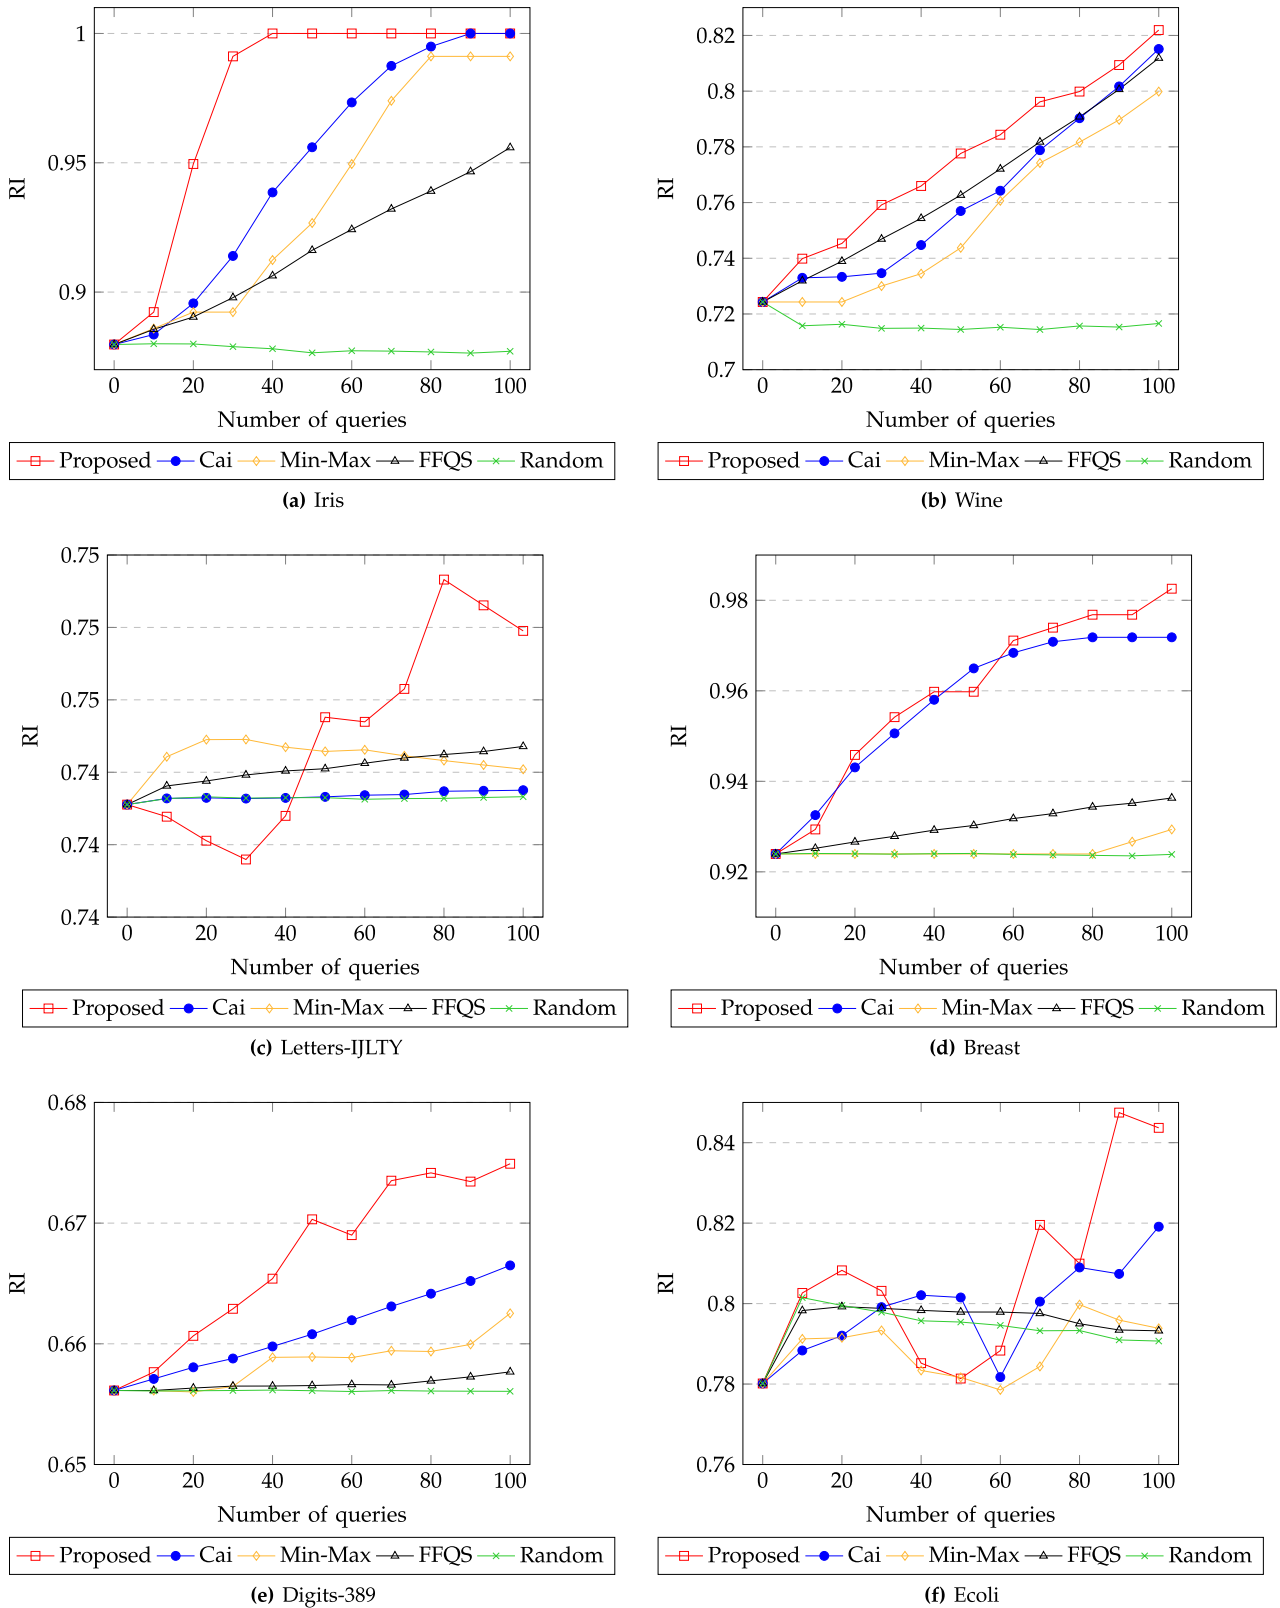 1
0.95
0.9
RI
0 20 40 60 80 100
Number of queries
Proposed Cai Min-Max FFQS Random
(a) Iris
0.82
0.8
0.78
0.76
0.74
0.72
0.7
RI
0 20 40 60 80 100
Number of queries
Proposed Cai Min-Max FFQS Random
(b) Wine
0.75
0.75
0.75
0.74
0.74
0.74
RI
0 20 40 60 80 100
Number of queries
Proposed Cai Min-Max FFQS Random
(c) Letters-IJLTY
0.98
0.96
0.94
0.92
RI
0 20 40 60 80 100
Number of queries
Proposed Cai Min-Max FFQS Random
(d) Breast
0.68
0.67
0.66
0.65
RI
0 20 40 60 80 100
Number of queries
Proposed Cai Min-Max FFQS Random
(e) Digits-389
0.84
0.82
0.8
0.78
0.76
RI
0 20 40 60 80 100
Number of queries
Proposed Cai Min-Max FFQS Random
(f) Ecoli